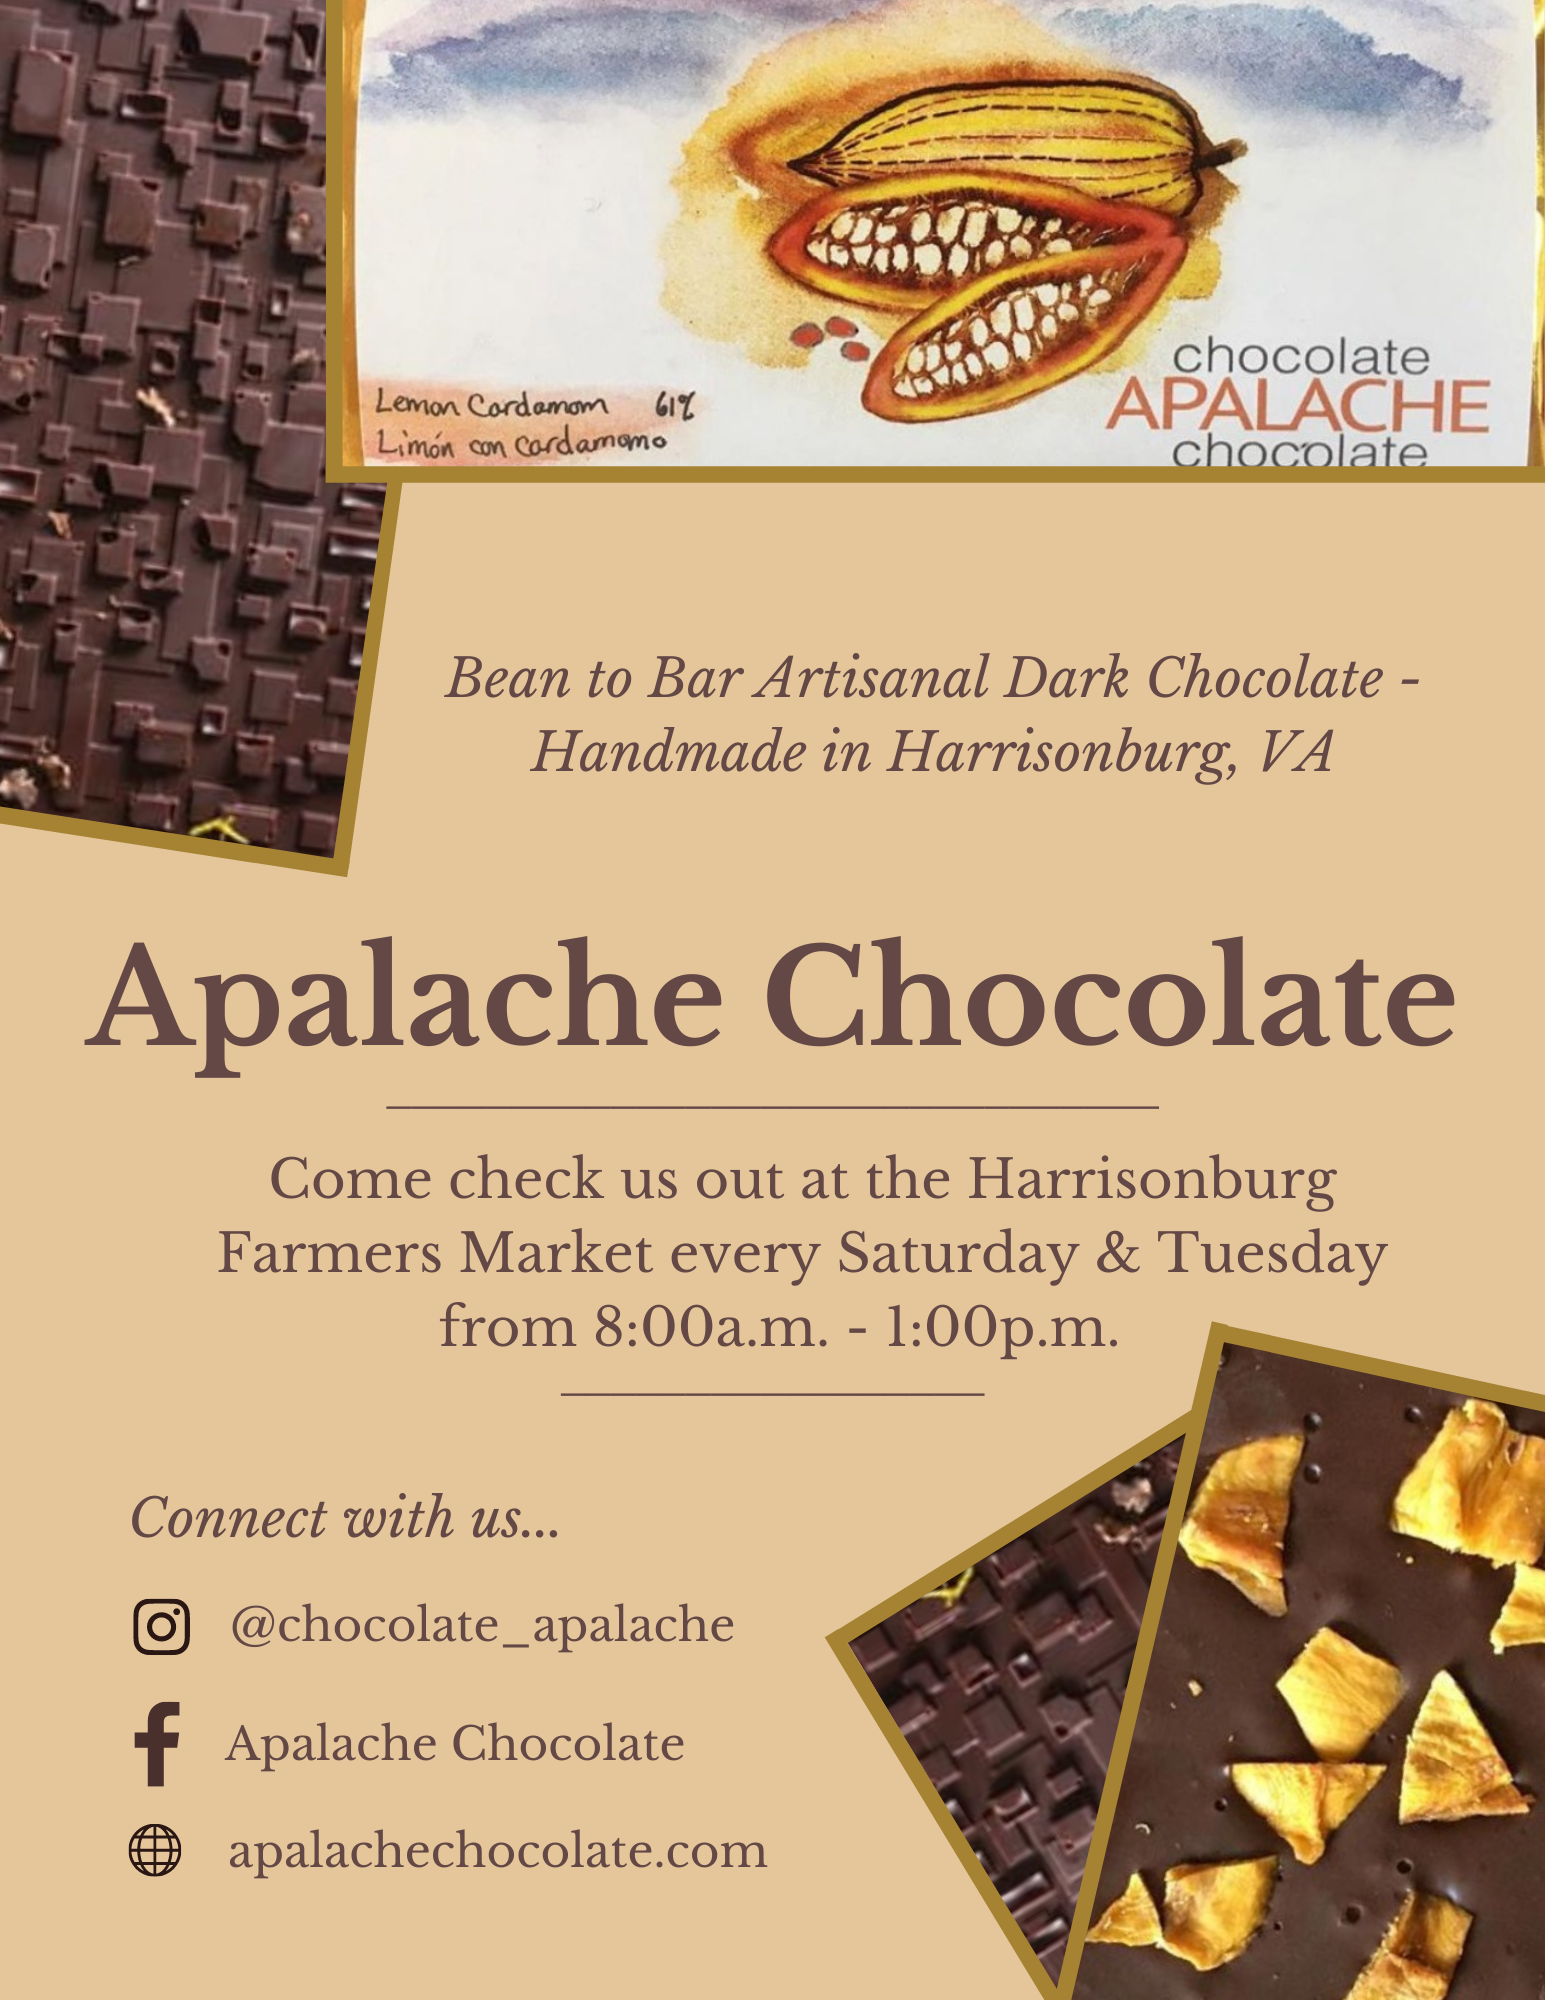 Lemon Cardamom 61%
Limón con cardamomo
chocolate
APALACHE
chocolate
Bean to Bar Artisanal Dark Chocolate -
Handmade in Harrisonburg, VA
Apalache Chocolate
Come check us out at the Harrisonburg
Farmers Market every Saturday & Tuesday
from 8:00a.m. - 1:00p.m.
Connect with us...
@chocolate_apalache
Apalache Chocolate
apalachechocolate.com